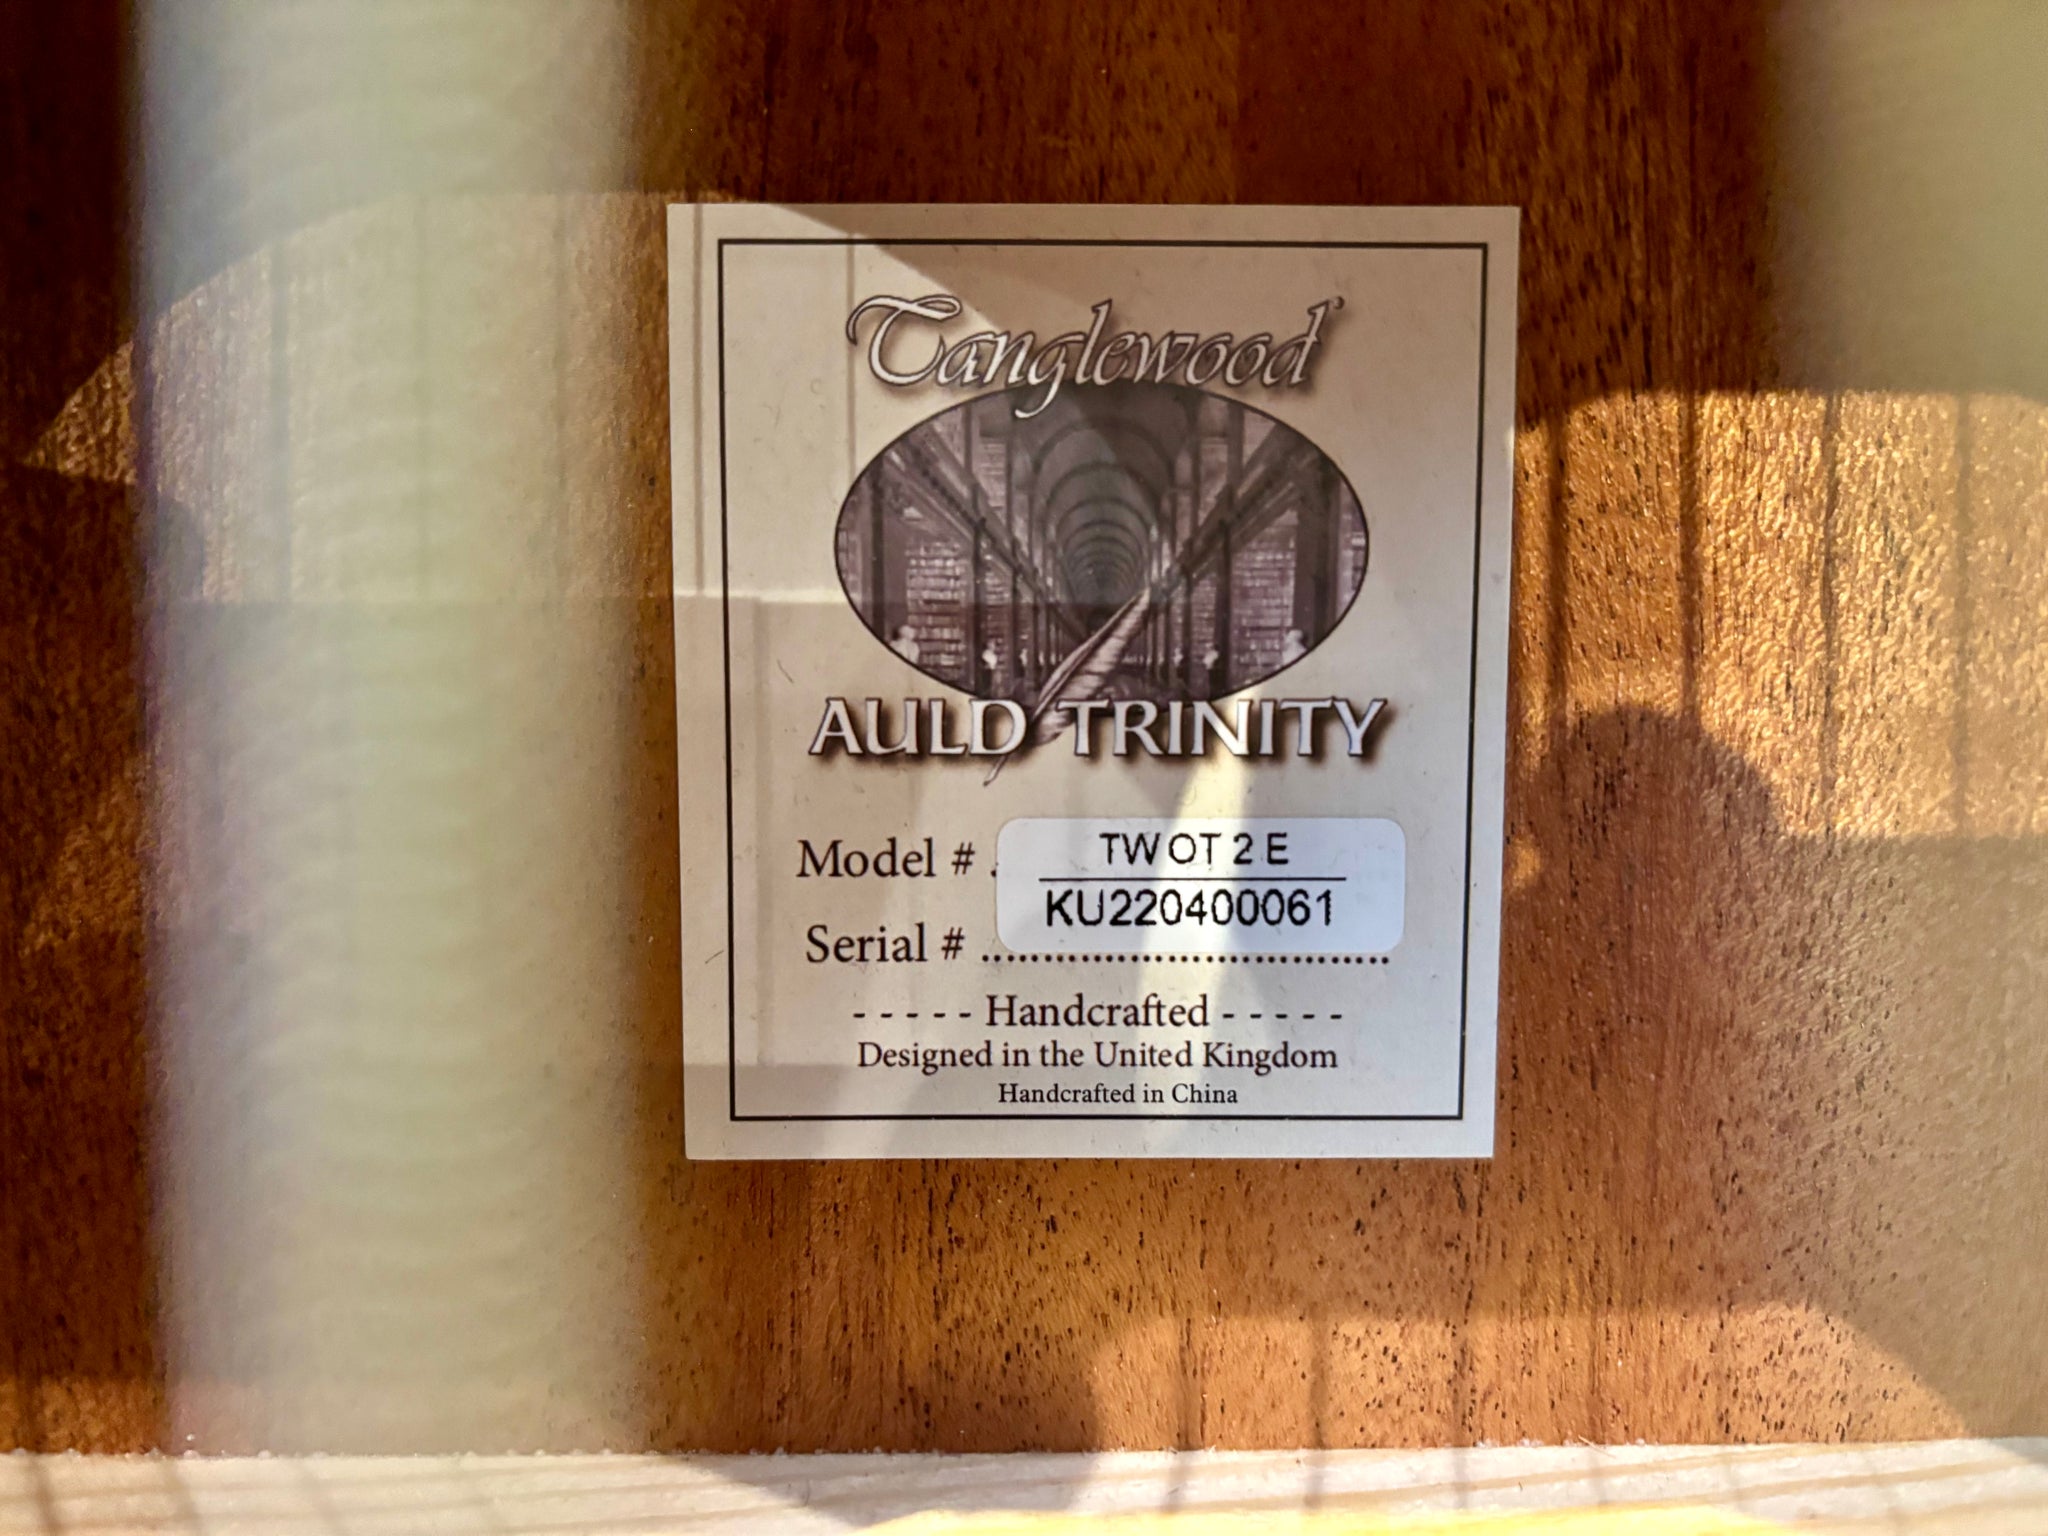 Tanglewood®
AULD TRINITY
Model # .
TW OT 2 E
KU220400061
Serial # .................................
- - - - - Handcrafted - - - - -
Designed in the United Kingdom
Handcrafted in China